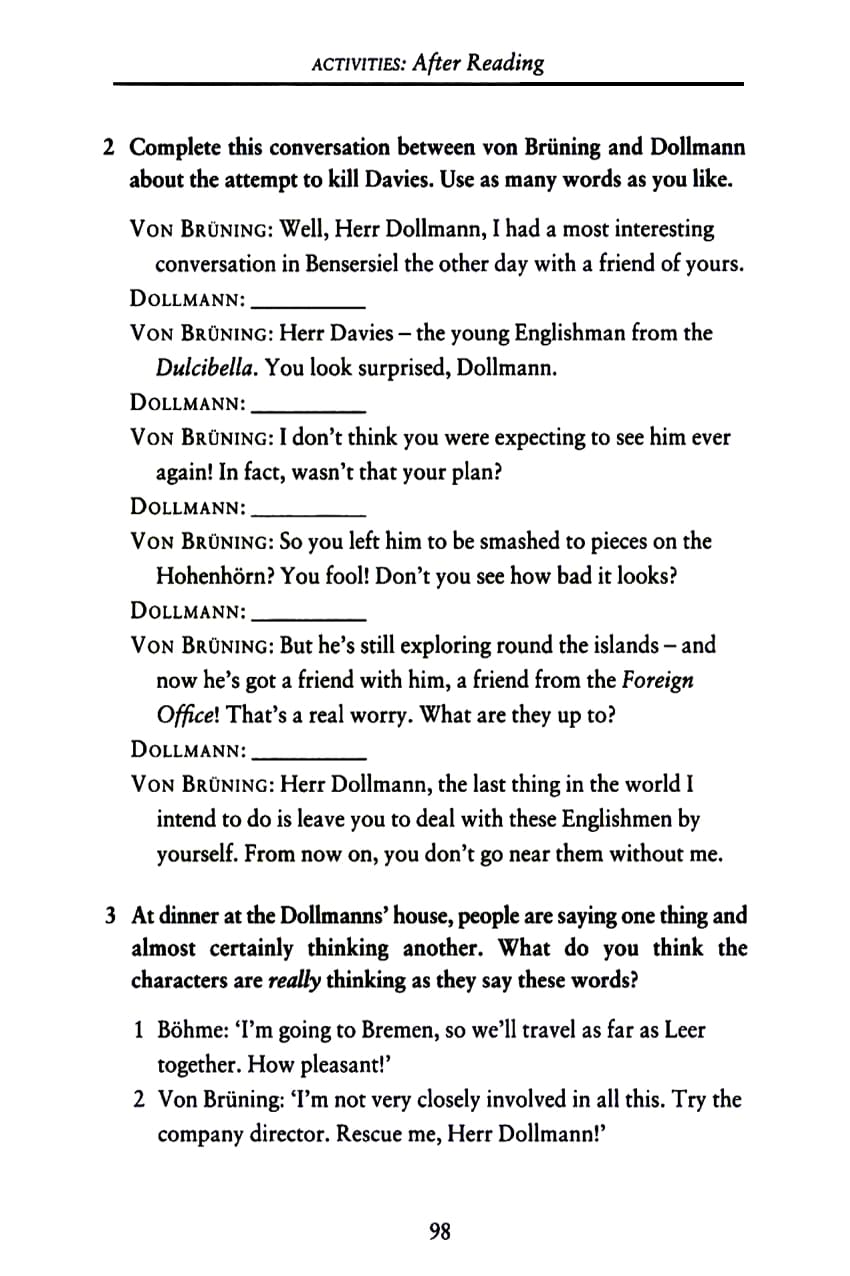 ACTIVITIES: After Reading
2 Complete this conversation between von Brüning and Dollmann
about the attempt to kill Davies. Use as many words as you like.
VON BRÜNING: Well, Herr Dollmann, I had a most interesting
conversation in Bensersiel the other day with a friend of yours.
DOLLMANN: __________
VON BRÜNING: Herr Davies – the young Englishman from the
Dulcibella. You look surprised, Dollmann.
DOLLMANN: __________
VON BRÜNING: I don't think you were expecting to see him ever
again! In fact, wasn't that your plan?
DOLLMANN: __________
VON BRÜNING: So you left him to be smashed to pieces on the
Hohenhörn? You fool! Don't you see how bad it looks?
DOLLMANN: __________
VON BRÜNING: But he's still exploring round the islands – and
now he's got a friend with him, a friend from the Foreign
Office! That's a real worry. What are they up to?
DOLLMANN: __________
VON BRÜNING: Herr Dollmann, the last thing in the world I
intend to do is leave you to deal with these Englishmen by
yourself. From now on, you don't go near them without me.
3 At dinner at the Dollmanns' house, people are saying one thing and
almost certainly thinking another. What do you think the
characters are really thinking as they say these words?
1 Böhme: 'I'm going to Bremen, so we'll travel as far as Leer
together. How pleasant!'
2 Von Brüning: 'I'm not very closely involved in all this. Try the
company director. Rescue me, Herr Dollmann!'
98